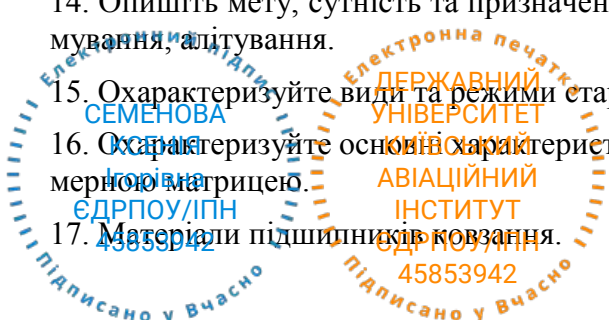 14. Опишіть мету, сутність та призначен
мування, алітування.
15. Охарактеризуйте види та режими ста
16. Охарактеризуйте основні характерист
мерною матрицею.
17. Матеріали підшипників ковзання.
Електронний підпис
СЕМЕНОВА
КСЕНІЯ
Ігорівна
ЄДРПОУ/ІПН
45853942
Підписано у Вчасно
Електронна печатка
ДЕРЖАВНИЙ
УНІВЕРСИТЕТ
КИЇВСЬКИЙ
АВІАЦІЙНИЙ
ІНСТИТУТ
ЄДРПОУ/ІПН
45853942
Підписано у Вчасно